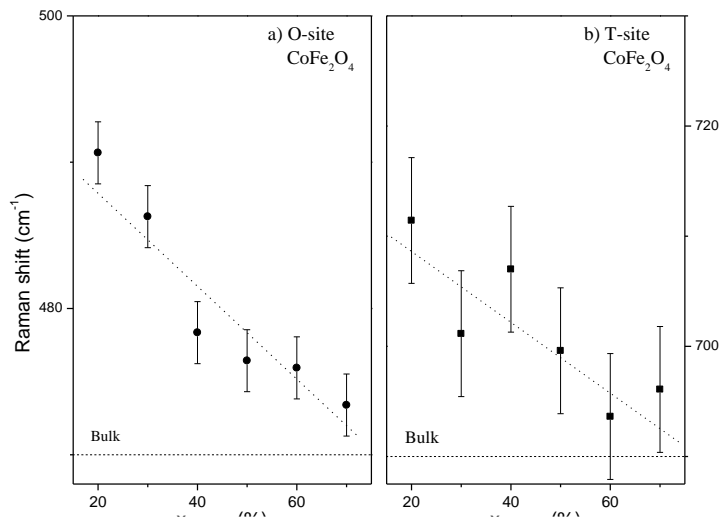 500
a) O-site
CoFe₂O₄
b) T-site
CoFe₂O₄
720
Raman shift (cm⁻¹)
480
700
Bulk
Bulk
20 40 60
20 40 60
(%)
(%)